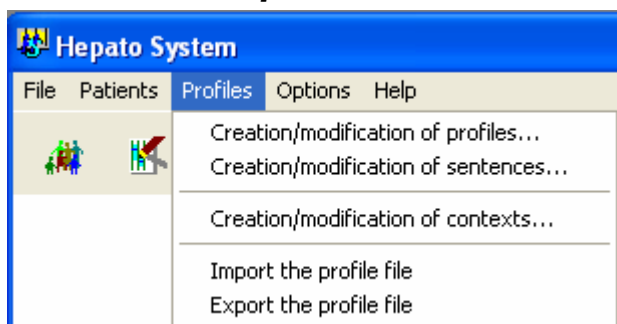 Hepato System
File Patients Profiles Options Help
Creation/modification of profiles...
Creation/modification of sentences...
Creation/modification of contexts...
Import the profile file
Export the profile file